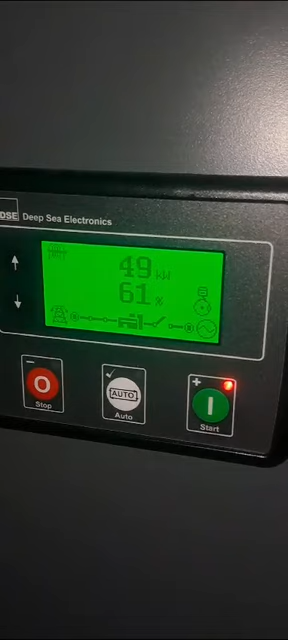 DSE Deep Sea Electronics
49 kW
61 %
O
AUTO
I
Stop
Auto
Start